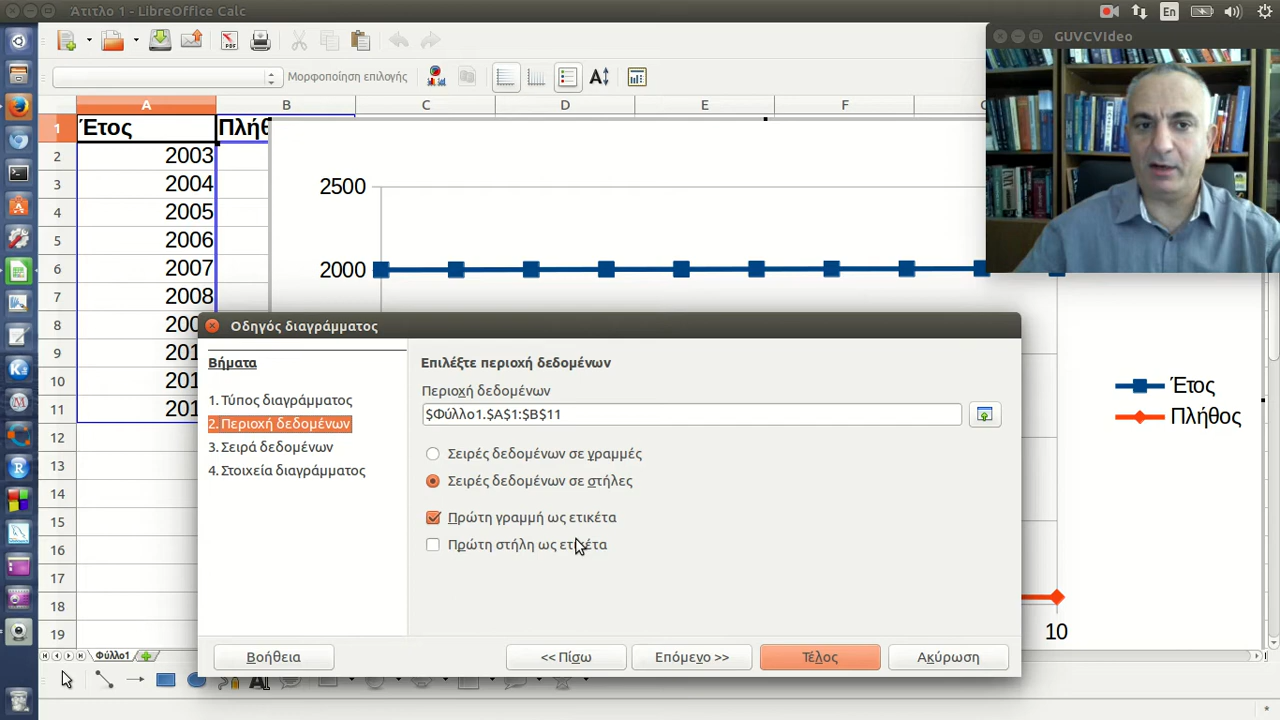 Άτιτλο 1 - LibreOffice Calc
En
GUVCVideo
Μορφοποίηση επιλογής
A B C D E F
1 Έτος
2 2003
3 2004
4 2005
5 2006
6 2007
7 2008
8
9
10
11
12
13
14
15
16
17
18
19
2500
2000
Έτος
Πλήθος
10
Οδηγός διαγράμματος
Βήματα
1. Τύπος διαγράμματος
2. Περιοχή δεδομένων
3. Σειρά δεδομένων
4. Στοιχεία διαγράμματος
Επιλέξτε περιοχή δεδομένων
Περιοχή δεδομένων
$Φύλλο1.$A$1:$B$11
Σειρές δεδομένων σε γραμμές
Σειρές δεδομένων σε στήλες
Πρώτη γραμμή ως ετικέτα
Πρώτη στήλη ως ετικέτα
Βοήθεια
<< Πίσω
Επόμενο >>
Τέλος
Ακύρωση
Φύλλο1